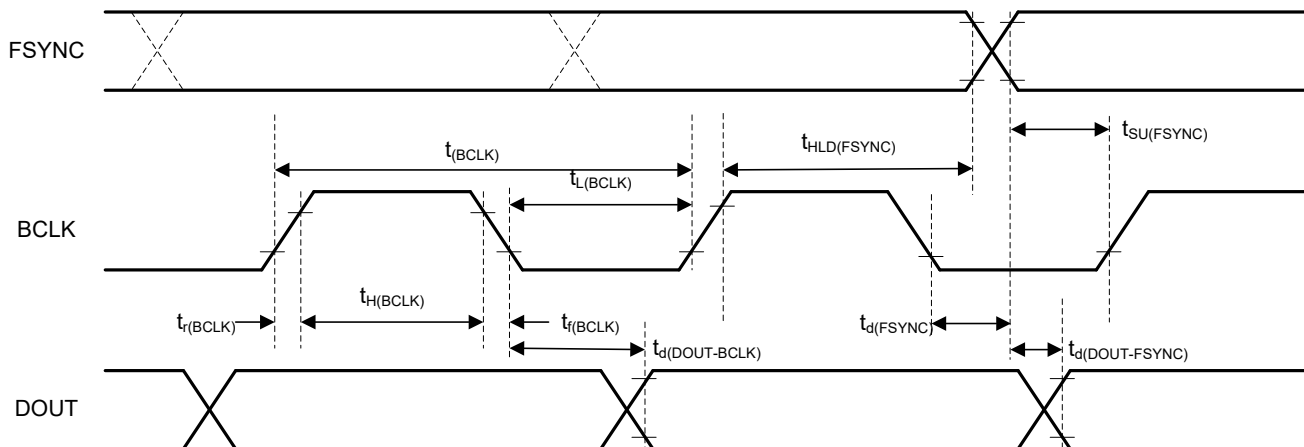 FSYNC
tSU(FSYNC)
tHLD(FSYNC)
t(BCLK)
tL(BCLK)
BCLK
tH(BCLK)
tr(BCLK)
tf(BCLK)
td(FSYNC)
td(DOUT-BCLK)
td(DOUT-FSYNC)
DOUT